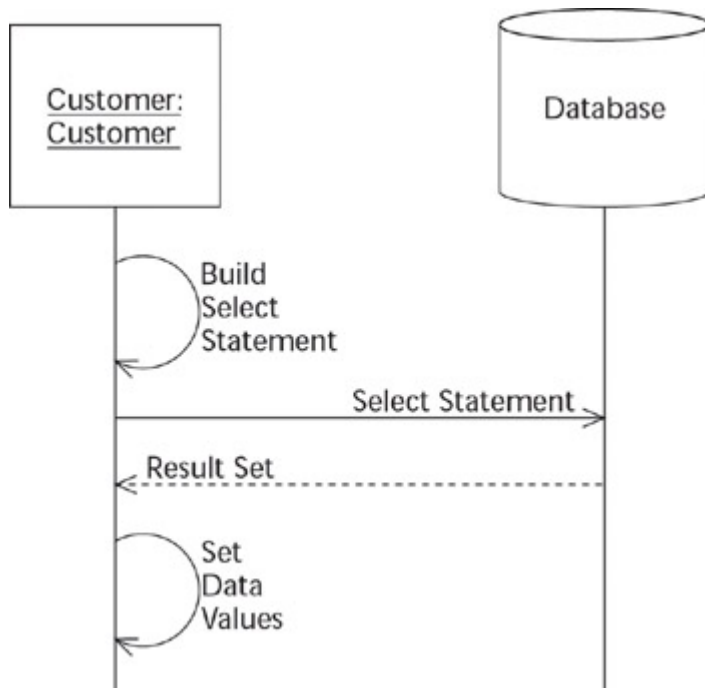 Customer:
Customer
Database
Build
Select
Statement
Select Statement
Result Set
Set
Data
Values